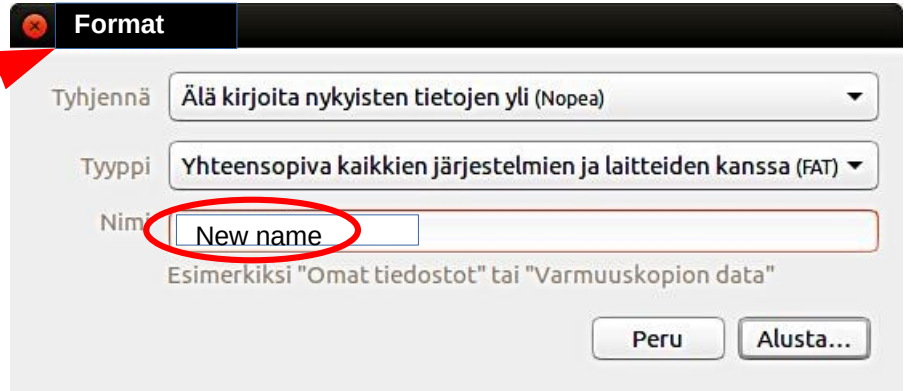 Format
Tyhjennä Älä kirjoita nykyisten tietojen yli (Nopea)
Tyyppi Yhteensopiva kaikkien järjestelmien ja laitteiden kanssa (FAT)
Nimi New name
Esimerkiksi "Omat tiedostot" tai "Varmuuskopion data"
Peru Alusta...